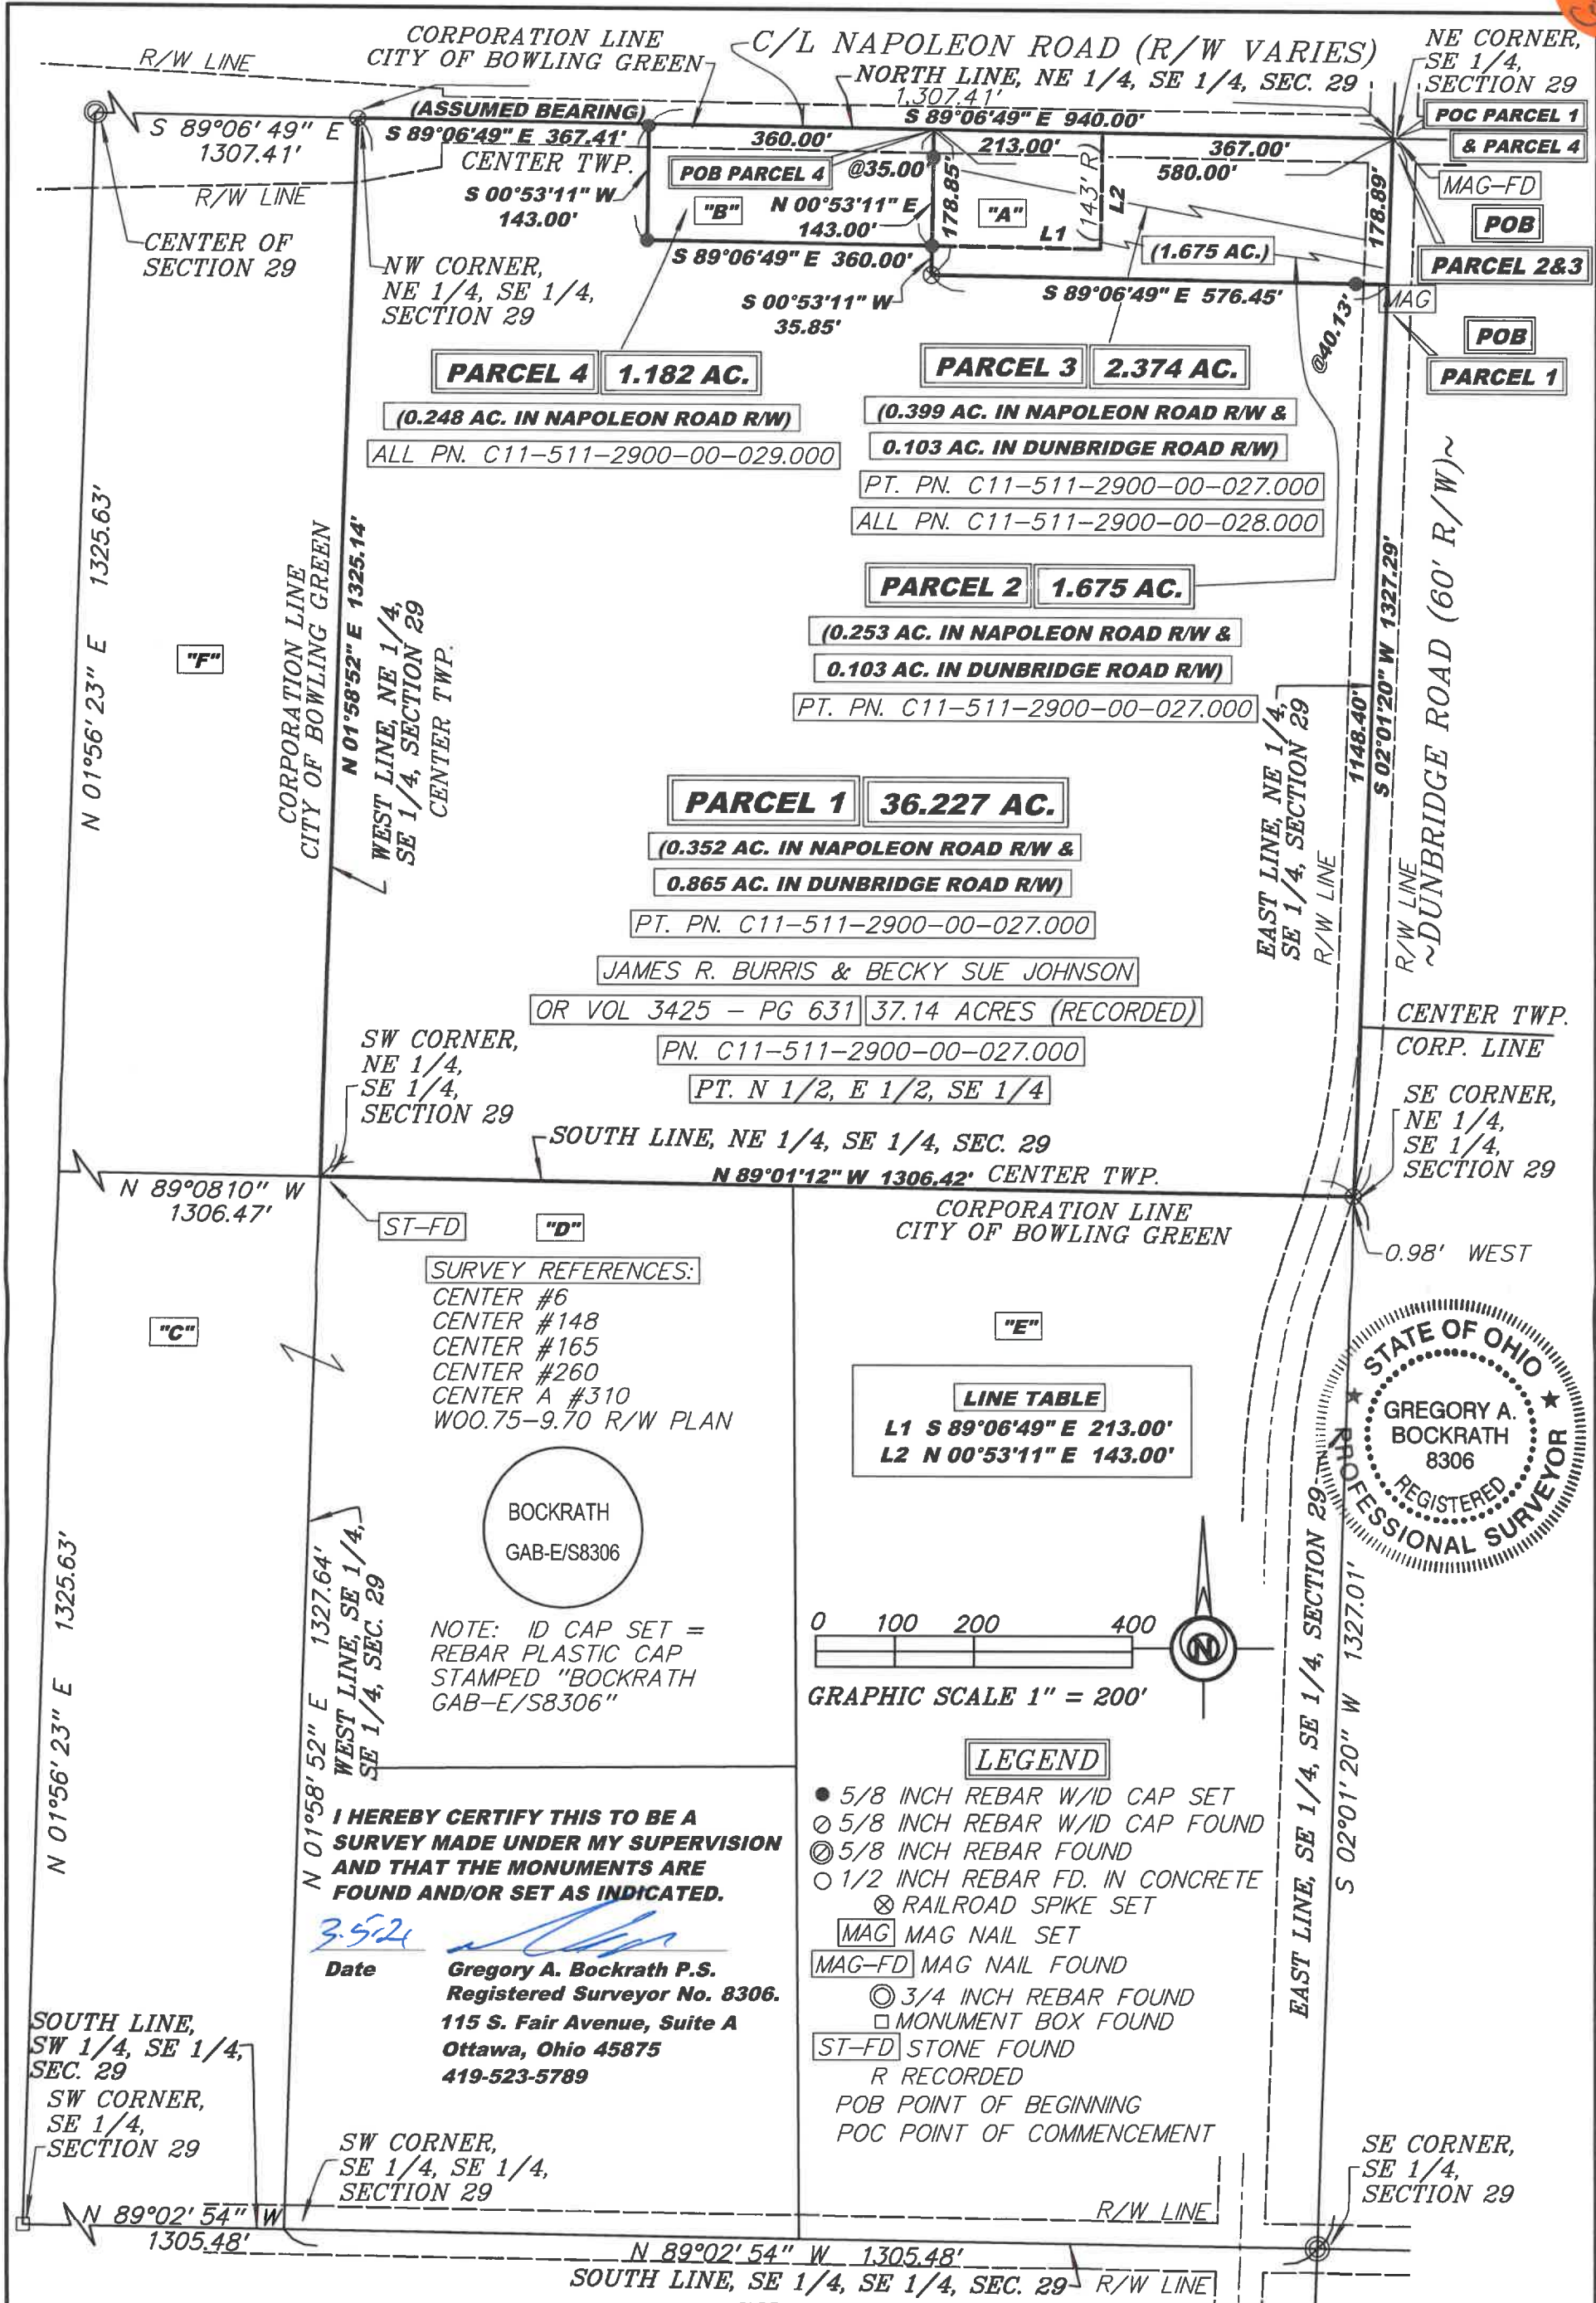 CORPORATION LINE
CITY OF BOWLING GREEN
C/L NAPOLEON ROAD (R/W VARIES)
NORTH LINE, NE 1/4, SE 1/4, SEC. 29
1,307.41'
NE CORNER,
SE 1/4,
SECTION 29
R/W LINE
(ASSUMED BEARING)
S 89°06'49" E 940.00'
POC PARCEL 1
& PARCEL 4
S 89°06'49" E
1307.41'
S 89°06'49" E 367.41'
360.00'
213.00'
367.00'
580.00'
CENTER TWP.
POB PARCEL 4
@35.00'
178.85'
(143' R)
L2
178.89'
MAG-FD
R/W LINE
S 00°53'11" W
143.00'
"B"
N 00°53'11" E
143.00'
"A"
L1
POB
PARCEL 2&3
CENTER OF
SECTION 29
S 89°06'49" E 360.00'
(1.675 AC.)
NW CORNER,
NE 1/4, SE 1/4,
SECTION 29
S 00°53'11" W
35.85'
S 89°06'49" E 576.45'
MAG
@40.13'
POB
PARCEL 1
PARCEL 4 1.182 AC.
(0.248 AC. IN NAPOLEON ROAD R/W)
ALL PN. C11-511-2900-00-029.000
PARCEL 3 2.374 AC.
(0.399 AC. IN NAPOLEON ROAD R/W &
0.103 AC. IN DUNBRIDGE ROAD R/W)
PT. PN. C11-511-2900-00-027.000
ALL PN. C11-511-2900-00-028.000
PARCEL 2 1.675 AC.
(0.253 AC. IN NAPOLEON ROAD R/W &
0.103 AC. IN DUNBRIDGE ROAD R/W)
PT. PN. C11-511-2900-00-027.000
N 01°56'23" E 1325.63'
"F"
CORPORATION LINE
CITY OF BOWLING GREEN
N 01°58'52" E 1325.14'
WEST LINE, NE 1/4,
SE 1/4, SECTION 29
CENTER TWP.
EAST LINE, NE 1/4,
SE 1/4, SECTION 29
R/W LINE
1148.40'
S 02°01'20" W 1327.29'
R/W LINE
~DUNBRIDGE ROAD (60' R/W)~
PARCEL 1 36.227 AC.
(0.352 AC. IN NAPOLEON ROAD R/W &
0.865 AC. IN DUNBRIDGE ROAD R/W)
PT. PN. C11-511-2900-00-027.000
JAMES R. BURRIS & BECKY SUE JOHNSON
OR VOL 3425 - PG 631 37.14 ACRES (RECORDED)
PN. C11-511-2900-00-027.000
PT. N 1/2, E 1/2, SE 1/4
CENTER TWP.
CORP. LINE
SW CORNER,
NE 1/4,
SE 1/4,
SECTION 29
SE CORNER,
NE 1/4,
SE 1/4,
SECTION 29
SOUTH LINE, NE 1/4, SE 1/4, SEC. 29
N 89°01'12" W 1306.42' CENTER TWP.
N 89°0810" W
1306.47'
CORPORATION LINE
CITY OF BOWLING GREEN
ST-FD
"D"
0.98' WEST
SURVEY REFERENCES:
CENTER #6
CENTER #148
CENTER #165
CENTER #260
CENTER A #310
WOO.75-9.70 R/W PLAN
"C"
"E"
LINE TABLE
L1 S 89°06'49" E 213.00'
L2 N 00°53'11" E 143.00'
STATE OF OHIO
GREGORY A.
BOCKRATH
8306
REGISTERED
PROFESSIONAL SURVEYOR
BOCKRATH
GAB-E/S8306
NOTE: ID CAP SET =
REBAR PLASTIC CAP
STAMPED "BOCKRATH
GAB-E/S8306"
0 100 200 400
N
GRAPHIC SCALE 1" = 200'
N 01°56'23" E 1325.63'
N 01°58'52" E 1327.64'
WEST LINE, SE 1/4,
SE 1/4, SEC. 29
EAST LINE, SE 1/4, SE 1/4, SECTION 29
S 02°01'20" W 1327.01'
LEGEND
5/8 INCH REBAR W/ID CAP SET
5/8 INCH REBAR W/ID CAP FOUND
5/8 INCH REBAR FOUND
1/2 INCH REBAR FD. IN CONCRETE
RAILROAD SPIKE SET
MAG MAG NAIL SET
MAG-FD MAG NAIL FOUND
3/4 INCH REBAR FOUND
MONUMENT BOX FOUND
ST-FD STONE FOUND
R RECORDED
POB POINT OF BEGINNING
POC POINT OF COMMENCEMENT
I HEREBY CERTIFY THIS TO BE A
SURVEY MADE UNDER MY SUPERVISION
AND THAT THE MONUMENTS ARE
FOUND AND/OR SET AS INDICATED.
3-5-21
Date
Gregory A. Bockrath P.S.
Registered Surveyor No. 8306.
115 S. Fair Avenue, Suite A
Ottawa, Ohio 45875
419-523-5789
SOUTH LINE,
SW 1/4, SE 1/4,
SEC. 29
SW CORNER,
SE 1/4,
SECTION 29
SW CORNER,
SE 1/4, SE 1/4,
SECTION 29
SE CORNER,
SE 1/4,
SECTION 29
N 89°02'54" W
1305.48'
R/W LINE
N 89°02'54" W 1305.48'
SOUTH LINE, SE 1/4, SE 1/4, SEC. 29
R/W LINE